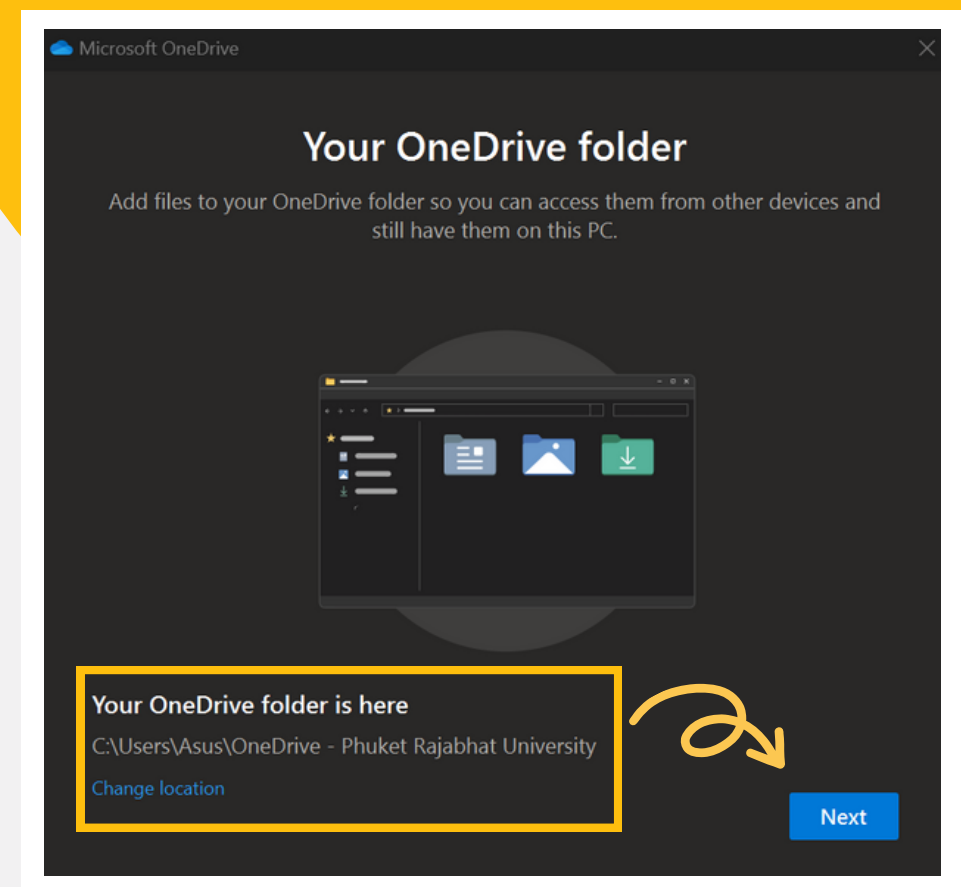 Microsoft OneDrive
Your OneDrive folder
Add files to your OneDrive folder so you can access them from other devices and
still have them on this PC.
Your OneDrive folder is here
C:\Users\Asus\OneDrive - Phuket Rajabhat University
Change location
Next